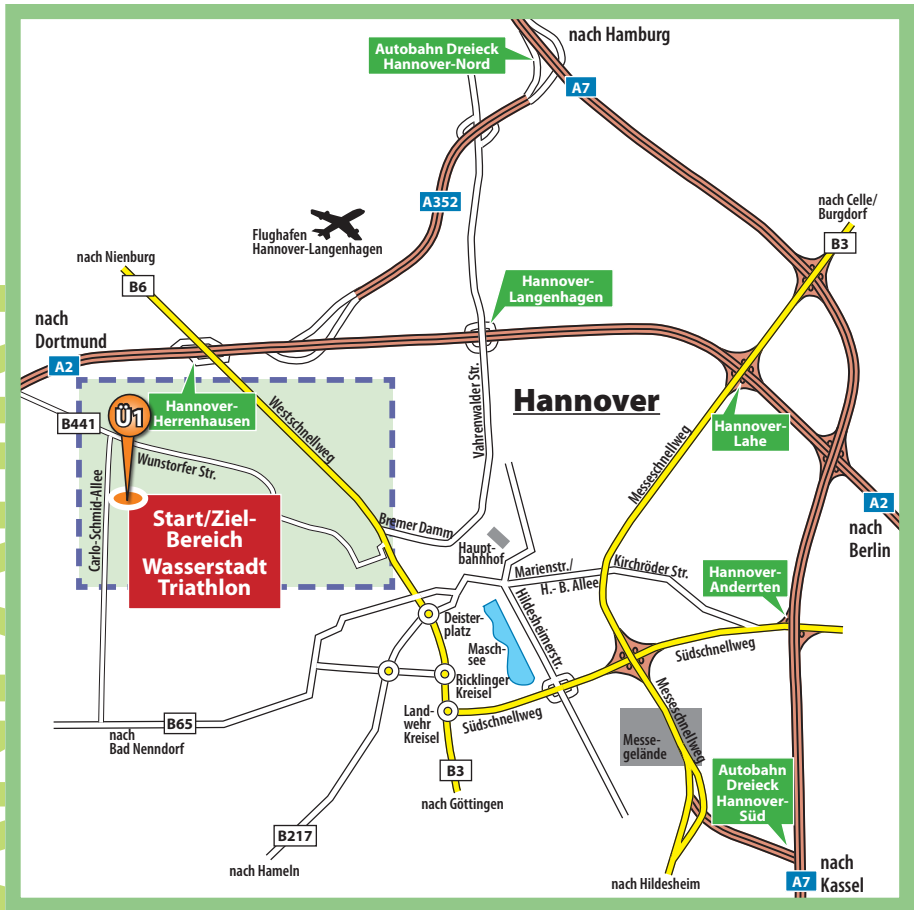 nach Hamburg
Autobahn Dreieck
Hannover-Nord
A7
A352
nach Celle/
Burgdorf
B3
Flughafen
Hannover-Langenhagen
nach Nienburg
B6
Hannover-
Langenhagen
nach
Dortmund
A2
Hannover-
Herrenhausen
Ü1
B441
Westschnellweg
Vahrenwalder Str.
Hannover
Messeschnellweg
Hannover-
Lahe
Wunstorfer Str.
Carlo-Schmid-Allee
Start/Ziel-
Bereich
Wasserstadt
Triathlon
A2
nach
Berlin
Bremer Damm
Haupt-
bahnhof
Marienstr./
H.- B. Allee
Kirchröder Str.
Hannover-
Anderrten
Hildesheimerstr.
Deister-
platz
Masch-
see
Südschnellweg
Ricklinger
Kreisel
Land-
wehr
Kreisel
Südschnellweg
Messeschnellweg
B65
nach
Bad Nenndorf
Messe-
gelände
B3
nach Göttingen
Autobahn
Dreieck
Hannover-
Süd
B217
nach Hameln
nach Hildesheim
A7
nach
Kassel